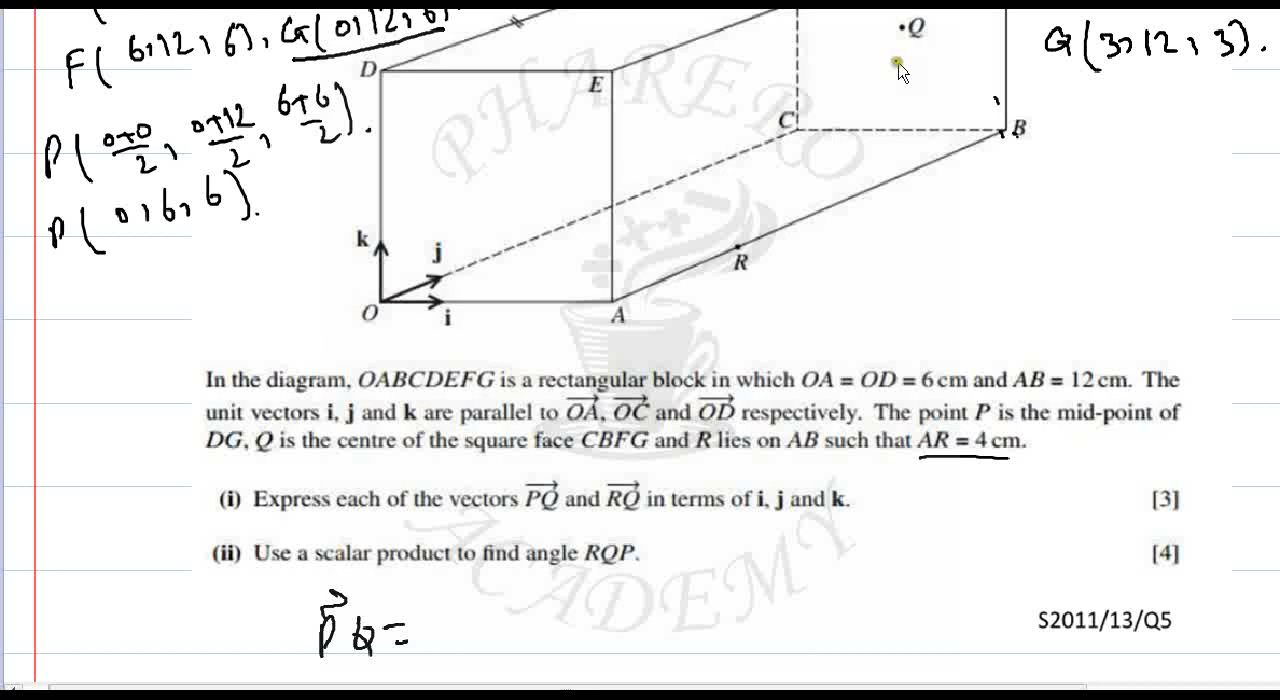 F( 6,12, 6), G(0,12,6)
G(3,12,3).
D
E
Q
C
B
P( 0+0/2, 0+12/2, 6+6/2).
P( 0,6,6).
k
j
R
O
i
A
PHARERO
In the diagram, OABCDEFG is a rectangular block in which OA = OD = 6 cm and AB = 12 cm. The
unit vectors i, j and k are parallel to OA, OC and OD respectively. The point P is the mid-point of
DG, Q is the centre of the square face CBFG and R lies on AB such that AR = 4 cm.
(i) Express each of the vectors PQ and RQ in terms of i, j and k. [3]
(ii) Use a scalar product to find angle RQP. [4]
ACADEMY
PQ =
S2011/13/Q5